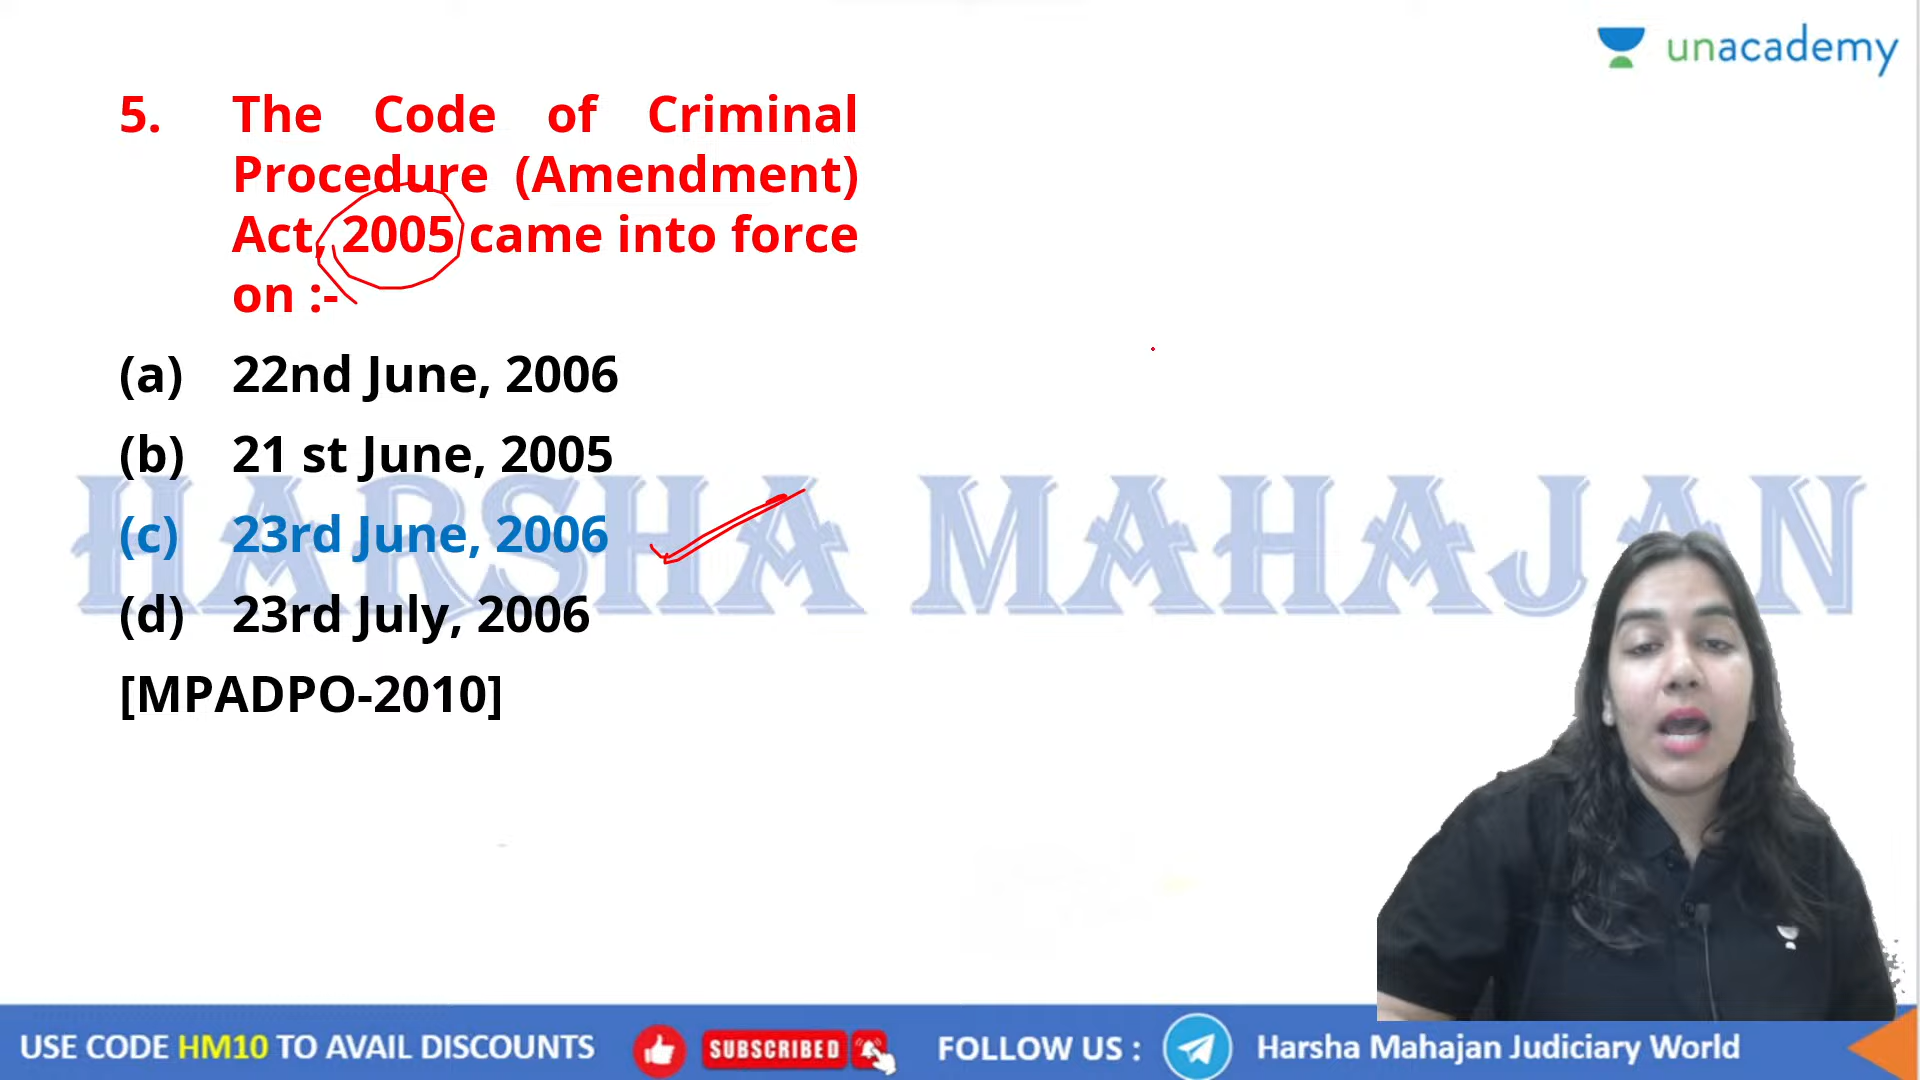 unacademy
5. The Code of Criminal
Procedure (Amendment)
Act, 2005 came into force
on :-
(a) 22nd June, 2006
(b) 21 st June, 2005
(c) 23rd June, 2006
(d) 23rd July, 2006
[MPADPO-2010]
HARSHA MAHAJAN
USE CODE HM10 TO AVAIL DISCOUNTS SUBSCRIBED FOLLOW US : Harsha Mahajan Judiciary World